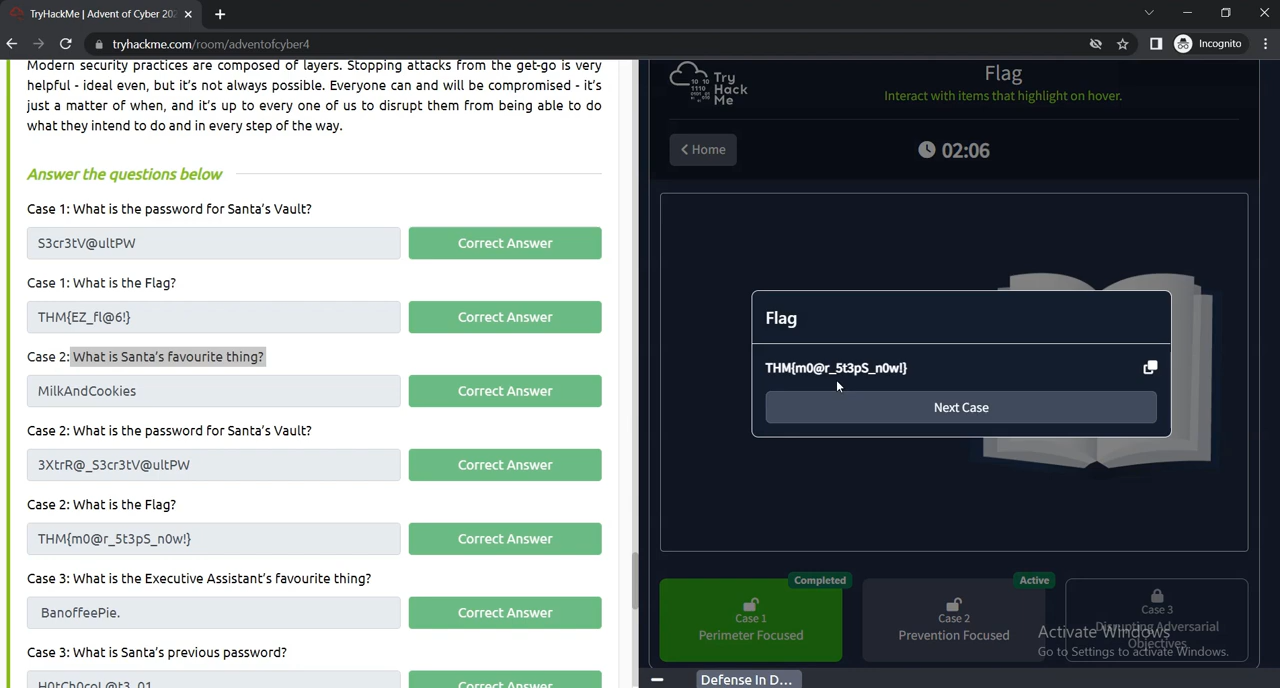 TryHackMe | Advent of Cyber 202
tryhackme.com/room/adventofcyber4
Incognito
Modern security practices are composed of layers. Stopping attacks from the get-go is very
helpful - ideal even, but it's not always possible. Everyone can and will be compromised - it's
just a matter of when, and it's up to every one of us to disrupt them from being able to do
what they intend to do and in every step of the way.
Answer the questions below
Case 1: What is the password for Santa's Vault?
S3cr3tV@ultPW
Correct Answer
Case 1: What is the Flag?
THM{EZ_fl@6!}
Correct Answer
Case 2: What is Santa's favourite thing?
MilkAndCookies
Correct Answer
Case 2: What is the password for Santa's Vault?
3XtrR@_S3cr3tV@ultPW
Correct Answer
Case 2: What is the Flag?
THM{m0@r_5t3pS_n0w!}
Correct Answer
Case 3: What is the Executive Assistant's favourite thing?
BanoffeePie.
Correct Answer
Case 3: What is Santa's previous password?
H0tCh0coL@t3_01
Correct Answer
Try
Hack
Me
Flag
Interact with items that highlight on hover.
Home
02:06
Flag
THM{m0@r_5t3pS_n0w!}
Next Case
Completed
Case 1
Perimeter Focused
Active
Case 2
Prevention Focused
Case 3
Disrupting Adversarial
Objectives
Activate Windows
Go to Settings to activate Windows.
Defense In D...